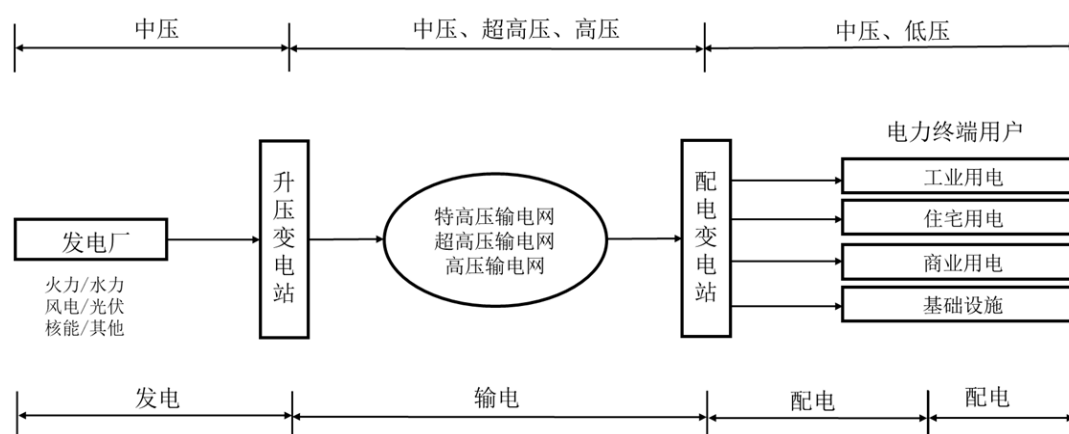 中压
中压、超高压、高压
中压、低压
电力终端用户
升压变电站
配电变电站
发电厂
火力/水力
风电/光伏
核能/其他
特高压输电网
超高压输电网
高压输电网
工业用电
住宅用电
商业用电
基础设施
发电
输电
配电
配电